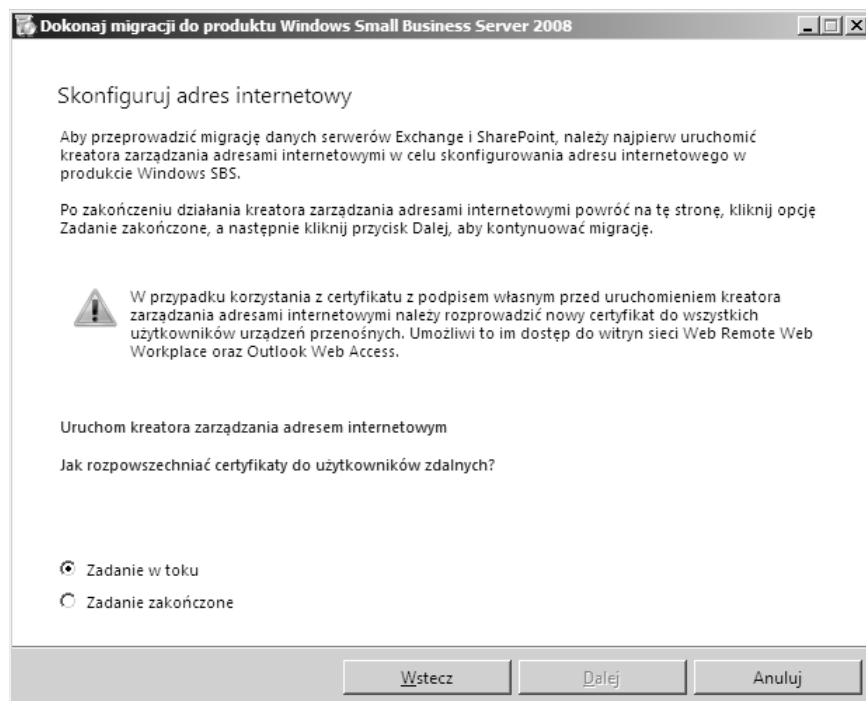 Dokonaj migracji do produktu Windows Small Business Server 2008
Skonfiguruj adres internetowy
Aby przeprowadzić migrację danych serwerów Exchange i SharePoint, należy najpierw uruchomić
kreatora zarządzania adresami internetowymi w celu skonfigurowania adresu internetowego w
produkcie Windows SBS.
Po zakończeniu działania kreatora zarządzania adresami internetowymi powróć na tę stronę, kliknij opcję
Zadanie zakończone, a następnie kliknij przycisk Dalej, aby kontynuować migrację.
W przypadku korzystania z certyfikatu z podpisem własnym przed uruchomieniem kreatora
zarządzania adresami internetowymi należy rozprowadzić nowy certyfikat do wszystkich
użytkowników urządzeń przenośnych. Umożliwi to im dostęp do witryn sieci Web Remote Web
Workplace oraz Outlook Web Access.
Uruchom kreatora zarządzania adresem internetowym
Jak rozpowszechniać certyfikaty do użytkowników zdalnych?
Zadanie w toku
Zadanie zakończone
Wstecz Dalej Anuluj